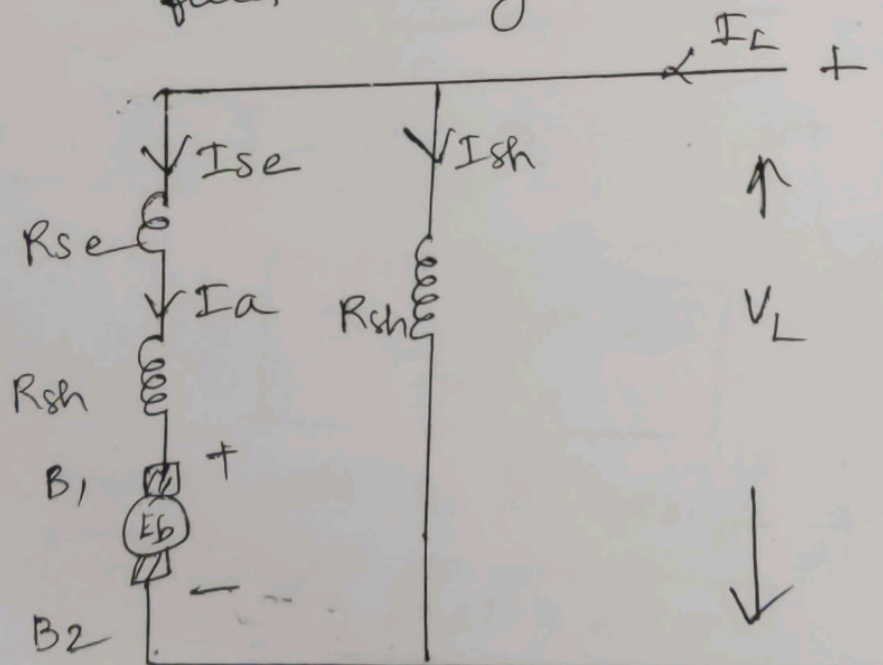 IL +
Ise Ish
Rse
Ia
Rsh VL
Rsh
+
B1
Eb
-
B2